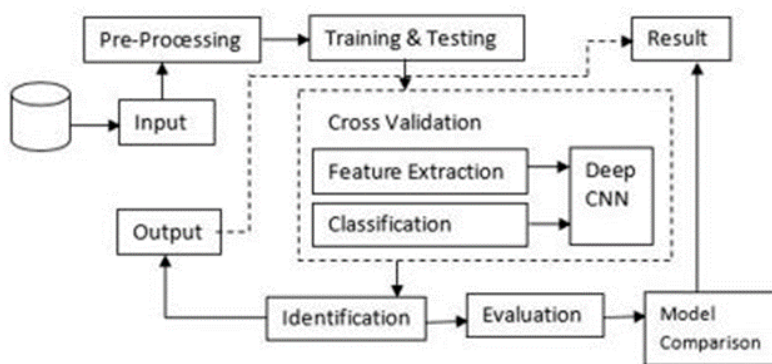 Pre-Processing
Training & Testing
Result
Input
Cross Validation
Feature Extraction
Deep
CNN
Classification
Output
Identification
Evaluation
Model
Comparison